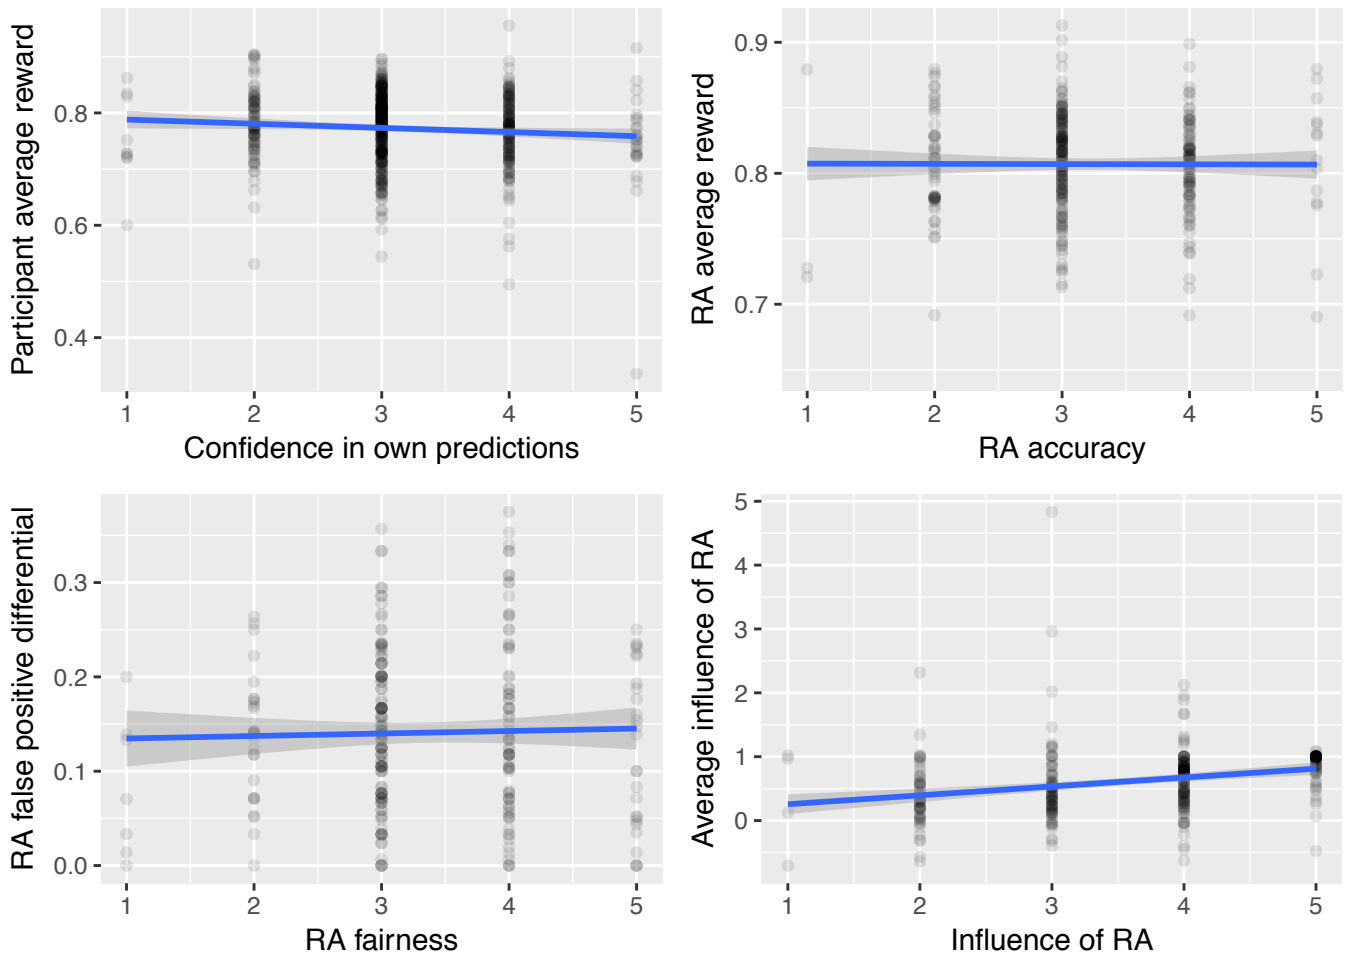 Participant average reward
0.8
0.6
0.4
1 2 3 4 5
Confidence in own predictions
RA average reward
0.9
0.8
0.7
1 2 3 4 5
RA accuracy
RA false positive differential
0.3
0.2
0.1
0.0
1 2 3 4 5
RA fairness
Average influence of RA
5
4
3
2
1
0
1 2 3 4 5
Influence of RA